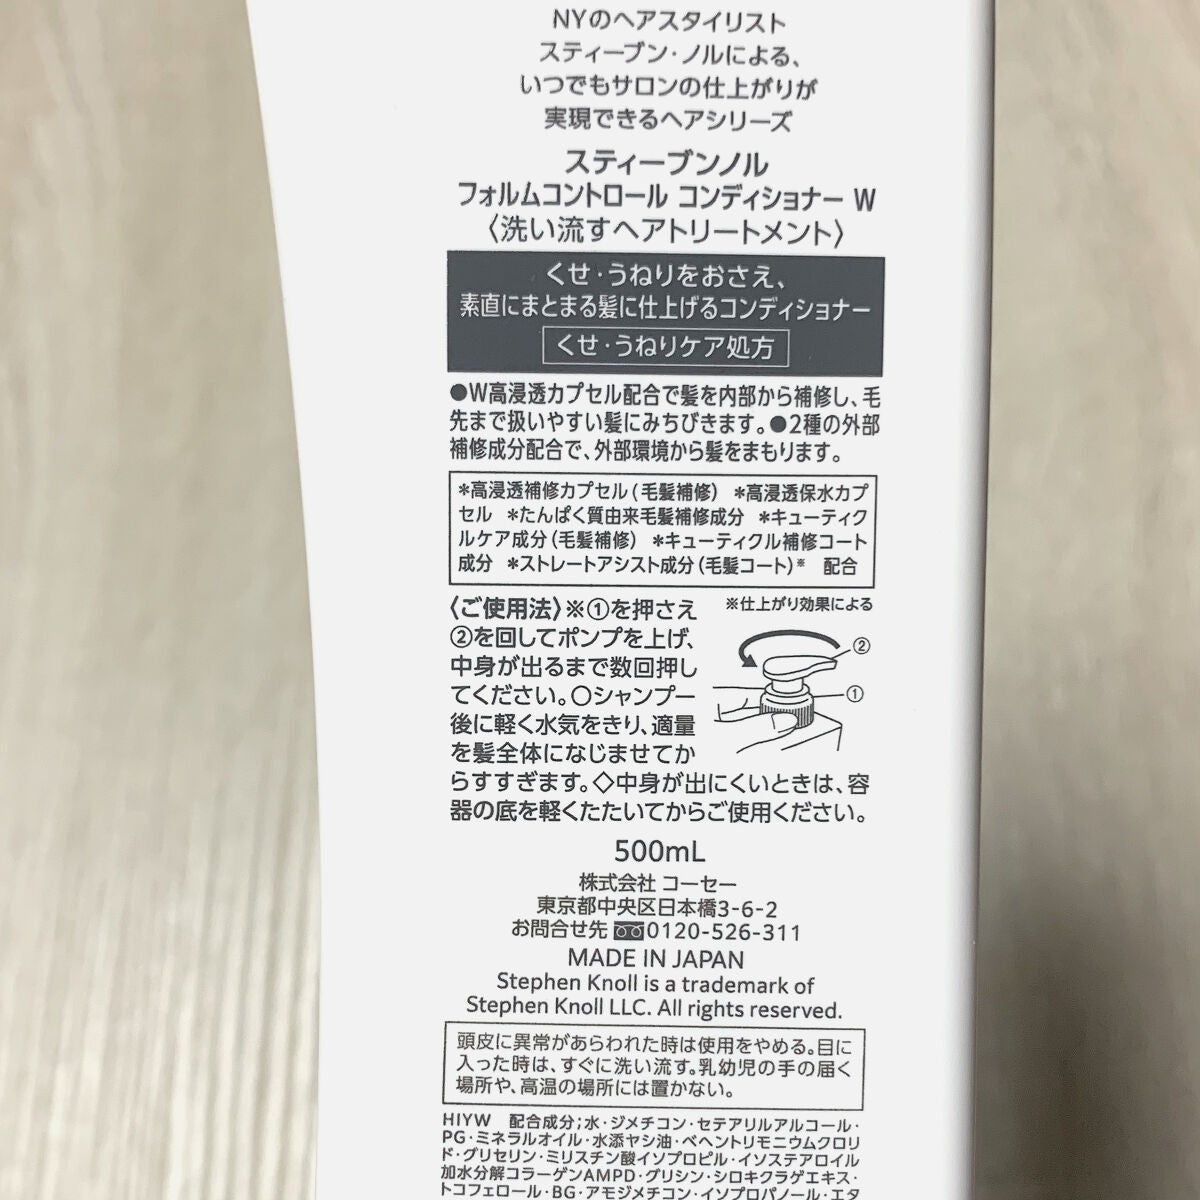 NYのヘアスタイリスト
スティーブン・ノルによる、
いつでもサロンの仕上がりが
実現できるヘアシリーズ
スティーブンノル
フォルムコントロール コンディショナー W
〈洗い流すヘアトリートメント〉
くせ・うねりをおさえ、
素直にまとまる髪に仕上げるコンディショナー
くせ・うねりケア処方
●W高浸透カプセル配合で髪を内部から補修し、毛
先まで扱いやすい髪にみちびきます。●2種の外部
補修成分配合で、外部環境から髪をまもります。
*高浸透補修カプセル(毛髪補修) *高浸透保水カプ
セル *たんぱく質由来毛髪補修成分 *キューティク
ルケア成分(毛髪補修) *キューティクル補修コート
成分 *ストレートアシスト成分(毛髪コート)※ 配合
※仕上がり効果による
〈ご使用法〉※①を押さえ
②を回してポンプを上げ、
中身が出るまで数回押し
てください。○シャンプー
後に軽く水気をきり、適量
を髪全体になじませてか
らすすぎます。◇中身が出にくいときは、容
器の底を軽くたたいてからご使用ください。
②
①
500mL
株式会社 コーセー
東京都中央区日本橋3-6-2
お問合せ先 0120-526-311
MADE IN JAPAN
Stephen Knoll is a trademark of
Stephen Knoll LLC. All rights reserved.
頭皮に異常があらわれた時は使用をやめる。目に
入った時は、すぐに洗い流す。乳幼児の手の届く
場所や、高温の場所には置かない。
HIYW 配合成分；水・ジメチコン・セテアリルアルコール・
PG・ミネラルオイル・水添ヤシ油・ベヘントリモニウムクロリ
ド・グリセリン・ミリスチン酸イソプロピル・イソステアロイル
加水分解コラーゲンAMPD・グリシン・シロキクラゲエキス・
トコフェロール・BG・アモジメチコン・イソプロパノール・エタ